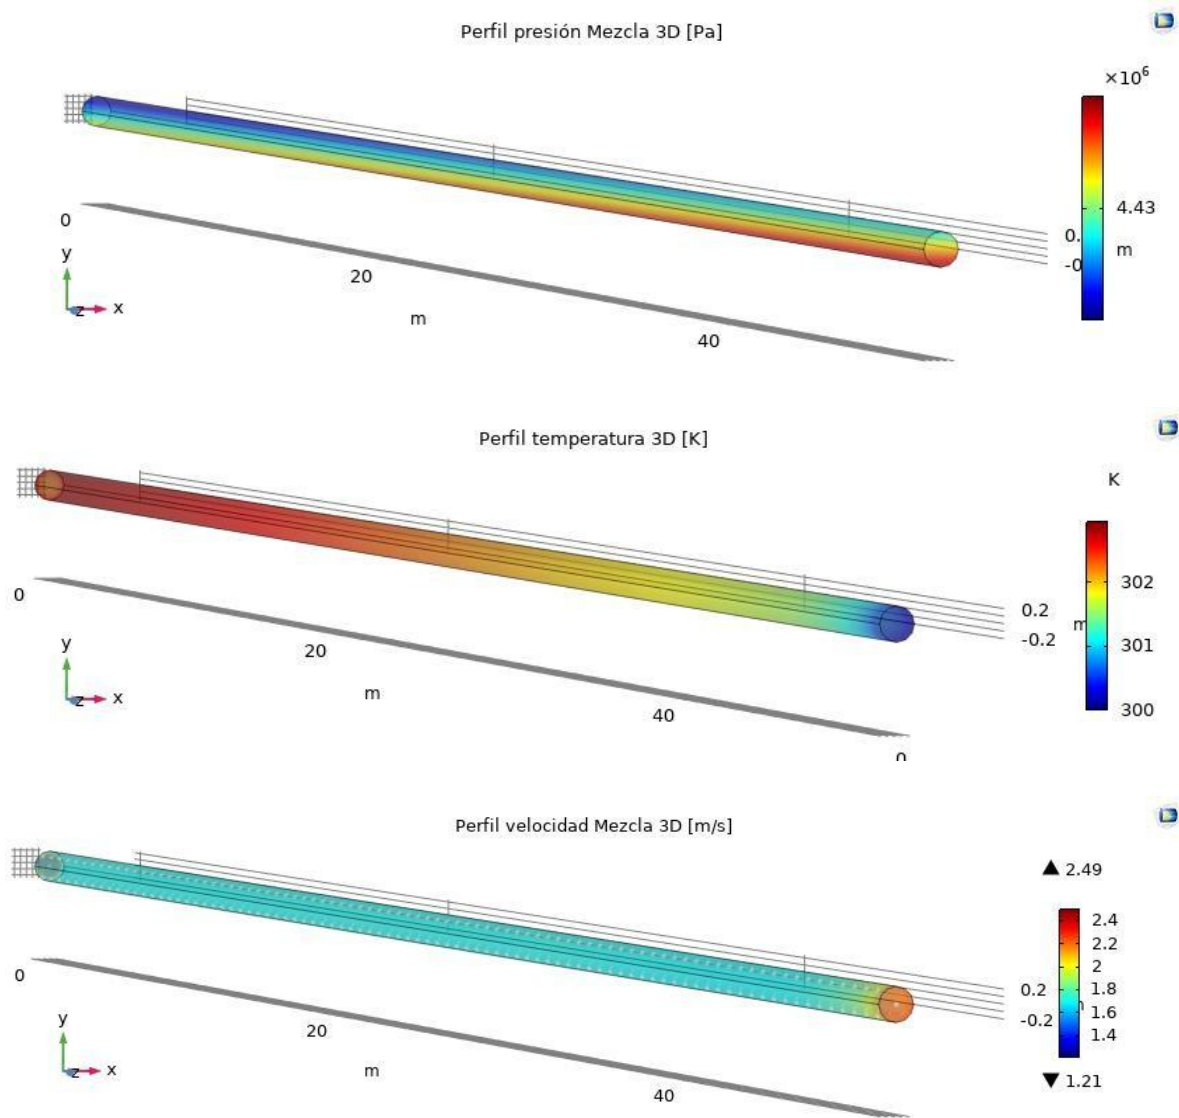 Perfil presión Mezcla 3D [Pa]
×10⁶
4.43
0.
m
-0
0
y
z x
20
m
40
Perfil temperatura 3D [K]
K
302
301
300
0.2
m
-0.2
0
y
z x
20
m
40
0
Perfil velocidad Mezcla 3D [m/s]
▲ 2.49
2.4
2.2
2
1.8
1.6
1.4
▼ 1.21
0.2
-0.2
0
y
z x
20
m
40